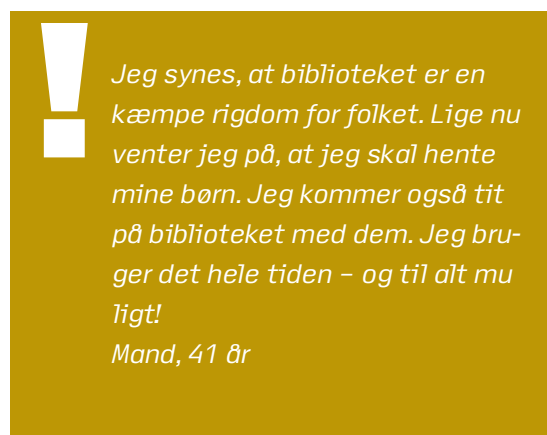 !
Jeg synes, at biblioteket er en
kæmpe rigdom for folket. Lige nu
venter jeg på, at jeg skal hente
mine børn. Jeg kommer også tit
på biblioteket med dem. Jeg bru-
ger det hele tiden – og til alt mu
ligt!
Mand, 41 år